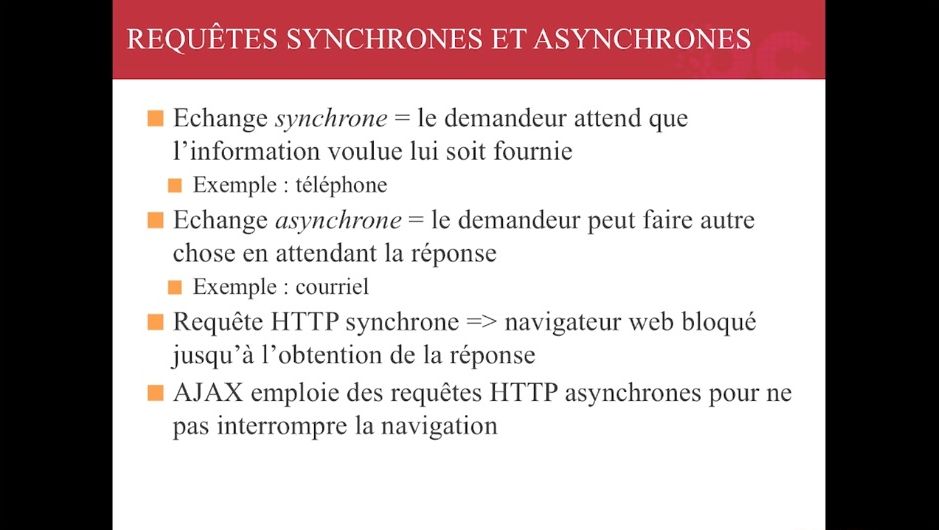 REQUÊTES SYNCHRONES ET ASYNCHRONES
Echange synchrone = le demandeur attend que
l’information voulue lui soit fournie
Exemple : téléphone
Echange asynchrone = le demandeur peut faire autre
chose en attendant la réponse
Exemple : courriel
Requête HTTP synchrone => navigateur web bloqué
jusqu’à l’obtention de la réponse
AJAX emploie des requêtes HTTP asynchrones pour ne
pas interrompre la navigation